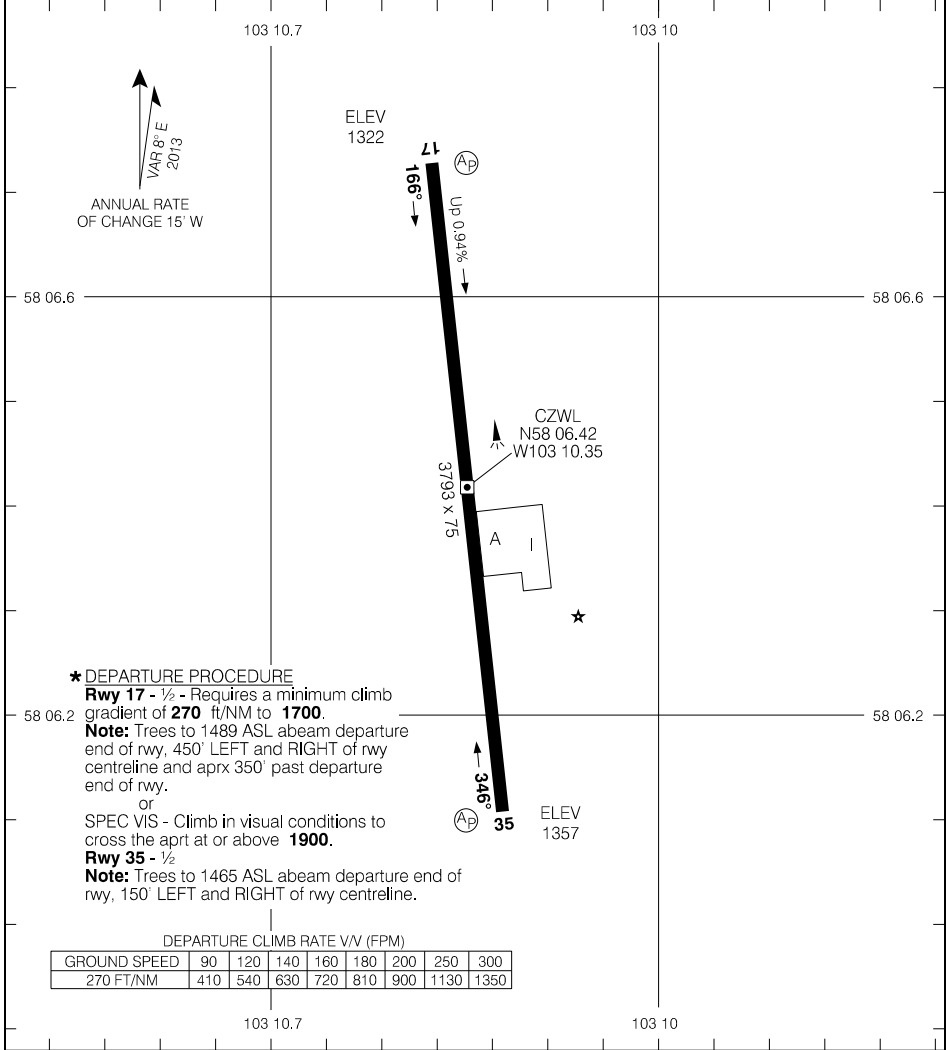 103 10.7
103 10
VAR 8° E
2013
ANNUAL RATE
OF CHANGE 15' W
ELEV
1322
17
AP
166°
Up 0.94%
58 06.6
58 06.6
CZWL
N58 06.42
W103 10.35
3793 x 75
A
I
* DEPARTURE PROCEDURE
Rwy 17 - ½ - Requires a minimum climb
gradient of 270 ft/NM to 1700.
58 06.2
58 06.2
Note: Trees to 1489 ASL abeam departure
end of rwy, 450' LEFT and RIGHT of rwy
centreline and aprx 350' past departure
end of rwy.
or
SPEC VIS - Climb in visual conditions to
cross the aprt at or above 1900.
Rwy 35 - ½
Note: Trees to 1465 ASL abeam departure end of
rwy, 150' LEFT and RIGHT of rwy centreline.
346°
AP
35
ELEV
1357
DEPARTURE CLIMB RATE V/V (FPM)
GROUND SPEED 90 120 140 160 180 200 250 300
270 FT/NM 410 540 630 720 810 900 1130 1350
103 10.7
103 10